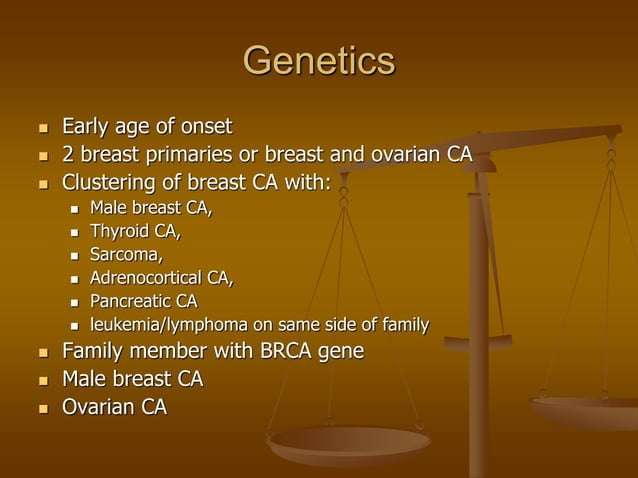 Genetics
Early age of onset
2 breast primaries or breast and ovarian CA
Clustering of breast CA with:
Male breast CA,
Thyroid CA,
Sarcoma,
Adrenocortical CA,
Pancreatic CA
leukemia/lymphoma on same side of family
Family member with BRCA gene
Male breast CA
Ovarian CA